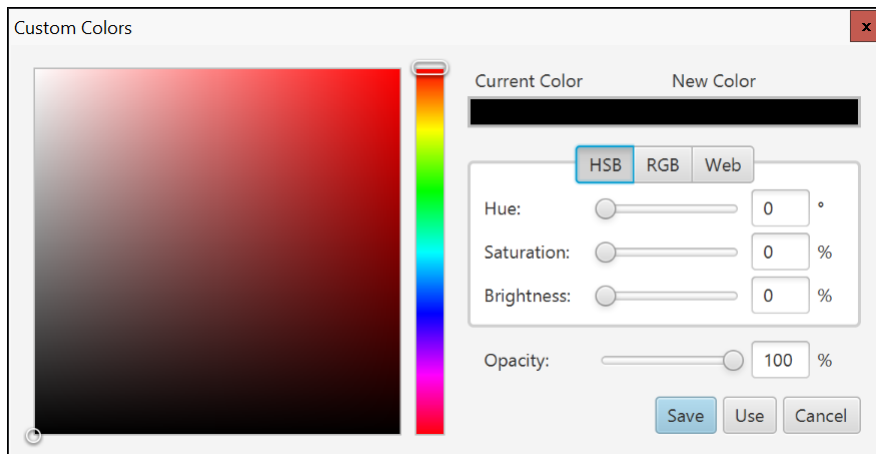 Custom Colors x
Current Color New Color
HSB RGB Web
Hue: 0 °
Saturation: 0 %
Brightness: 0 %
Opacity: 100 %
Save Use Cancel